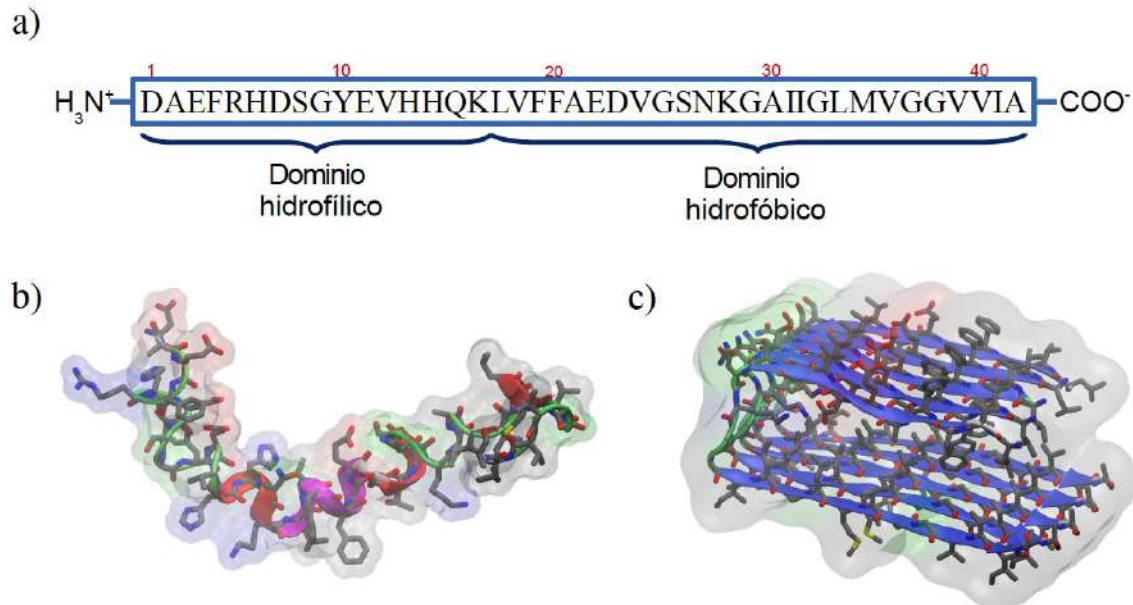 a)
1 10 20 30 40
H₃N⁺ DAEFRHDSGYEVHHQKLVFFAEDVGSNKGAIIGLMVGGVVIA COO⁻
Dominio hidrofílico
Dominio hidrofóbico
b)
c)